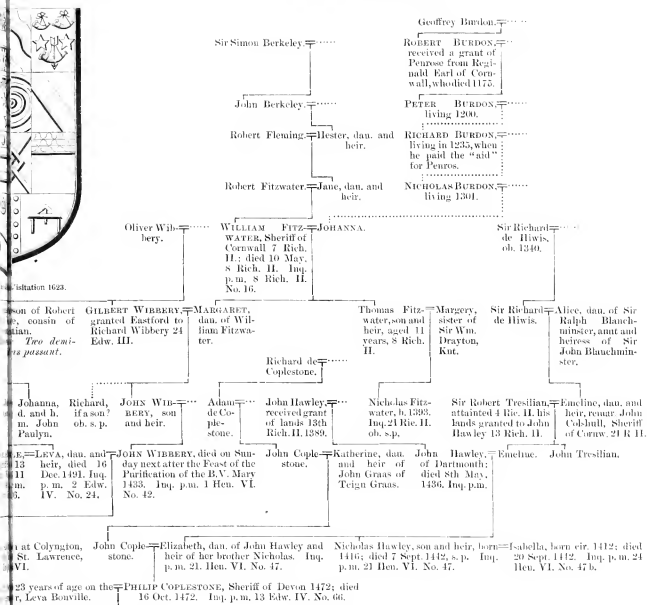 Geoffrey Burdon.
Sir Simon Berkeley.
ROBERT BURDON,
received a grant of
Penrose from Regi-
nald Earl of Corn-
wall, who died 1175.
John Berkeley.
PETER BURDON,
living 1200.
Robert Fleming. Hester, dau. and
heir.
RICHARD BURDON,
living in 1235, when
he paid the "aid"
for Penros.
Robert Fitzwater. Jane, dau. and
heir.
NICHOLAS BURDON,
living 1301.
Oliver Wib-
bery.
WILLIAM FITZ-
WATER, Sheriff of
Cornwall 7 Rich.
II.; died 10 May,
8 Rich. II. Inq.
p.m. 8 Rich. II.
No. 16.
JOHANNA.
Sir Richard
de Hiwis,
ob. 1340.
Visitation 1623.
son of Robert
, cousin of
Two demi-
passant.
GILBERT WIBBERY,
granted Eastford to
Richard Wibbery 24
Edw. III.
MARGARET,
dau. of Wil-
liam Fitzwa-
ter.
Thomas Fitz-
water, son and
heir, aged 11
years, 8 Rich.
II.
Margery,
sister of
Sir Wm.
Drayton,
Knt.
Sir Richard
de Hiwis.
Alice, dau. of Sir
Ralph Blanch-
minster, aunt and
heiress of Sir
John Blauchmin-
ster.
Richard de
Coplestone.
Johanna,
d. and h.
m. John
Paulyn.
Richard,
if a son?
ob. s. p.
JOHN WIB-
BERY, son
and heir.
Adam
de Co-
ple-
stone.
John Hawley,
received grant
of lands 13th
Rich. II. 1389.
Nicholas Fitz-
water, b. 1393.
Inq. 21 Ric. II.
ob. s.p.
Sir Robert Tresilian,
attainted 4 Ric. II. his
lands granted to John
Hawley 13 Rich. II.
Emeline, dau. and
heir, remar. John
Colshull, Sheriff
of Cornw. 21 R II.
LEVA, dau. and
heir, died 16
Dec. 1491. Inq.
p. m. 2 Edw.
IV. No. 24.
JOHN WIBBERY, died on Sun-
day next after the Feast of the
Purification of the B.V. Mary
1433. Inq. p.m. 1 Hen. VI.
No. 42.
John Cople-
stone.
Katherine, dau.
and heir of
John Graas of
Teign Graas.
John Hawley,
of Dartmouth;
died 8th May,
1436. Inq. p.m.
Emeline. John Tresilian.
at Colyngton,
St. Lawrence,
VI.
John Cople-
stone.
Elizabeth, dau. of John Hawley and
heir of her brother Nicholas. Inq.
p. m. 21 Hen. VI. No. 47.
Nicholas Hawley, son and heir, born
1416; died 7 Sept. 1442, s. p. Inq.
p.m. 21 Hen. VI. No. 47.
Isabella, born cir. 1412; died
20 Sept. 1442. Inq. p.m. 24
Hen. VI. No. 47 b.
23 years of age on the
, Leva Bonville.
PHILIP COPLESTONE, Sheriff of Devon 1472; died
16 Oct. 1472. Inq. p.m. 13 Edw. IV. No. 66.